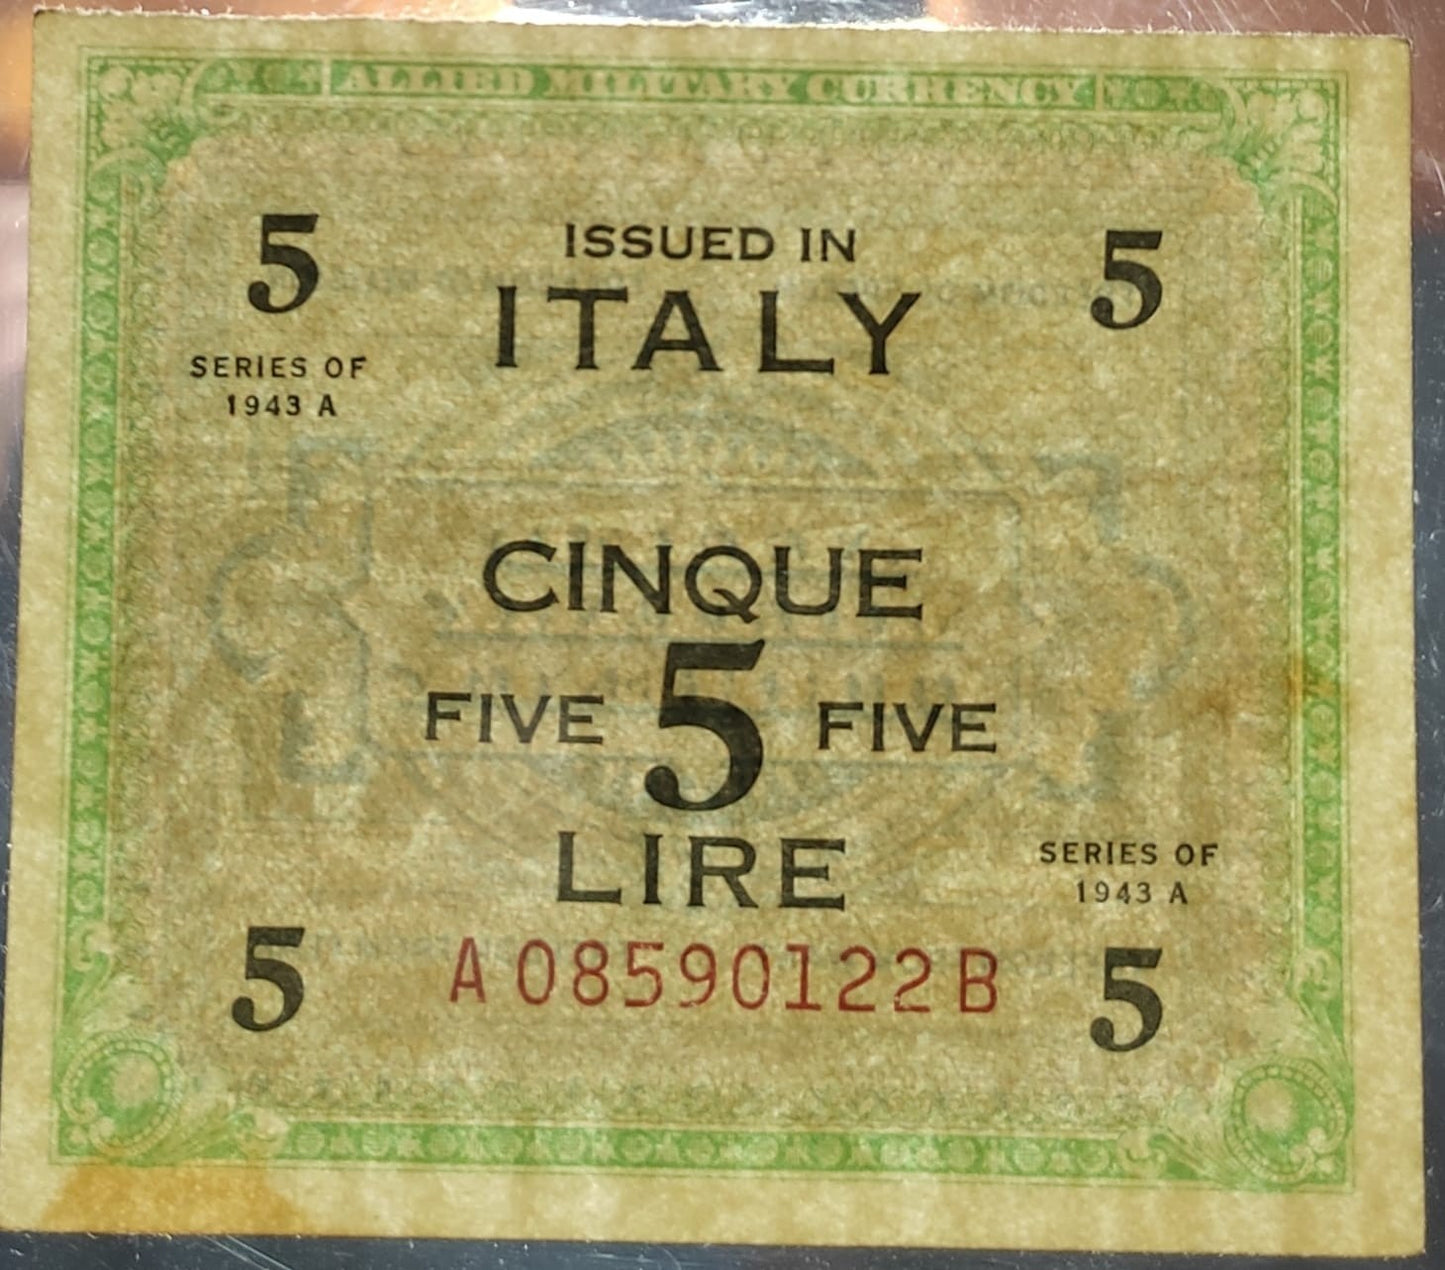 ALLIED MILITARY CURRENCY
5 ISSUED IN 5
ITALY
SERIES OF
1943 A
CINQUE
FIVE 5 FIVE
LIRE
SERIES OF
1943 A
5 A08590122B 5